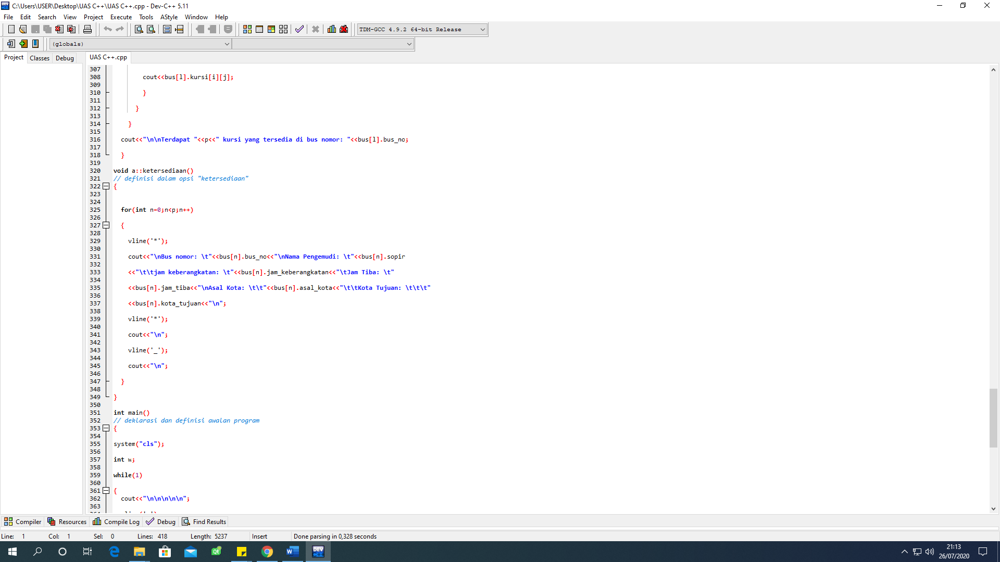 C:\Users\USER\Desktop\UAS C++\UAS C++.cpp - Dev-C++ 5.11
File Edit Search View Project Execute Tools AStyle Window Help
TDM-GCC 4.9.2 64-bit Release
(globals)
Project Classes Debug
UAS C++.cpp
307
308 cout<<bus[l].kursi[i][j];
309
310 }
311
312 }
313
314 }
315
316 cout<<"\n\nTerdapat "<<p<<" kursi yang tersedia di bus nomor: "<<bus[l].bus_no;
317
318 }
319
320 void a::ketersediaan()
321 // definisi dalam opsi "ketersediaan"
322 {
323
324
325 for(int n=0;n<p;n++)
326
327 {
328
329 vline('*');
330
331 cout<<"\nBus nomor: \t"<<bus[n].bus_no<<"\nNama Pengemudi: \t"<<bus[n].sopir
332
333 <<"\t\tjam keberangkatan: \t"<<bus[n].jam_keberangkatan<<"\tJam Tiba: \t"
334
335 <<bus[n].jam_tiba<<"\nAsal Kota: \t\t"<<bus[n].asal_kota<<"\t\tKota Tujuan: \t\t\t"
336
337 <<bus[n].kota_tujuan<<"\n";
338
339 vline('*');
340
341 cout<<"\n";
342
343 vline('_');
344
345 cout<<"\n";
346
347 }
348
349 }
350
351 int main()
352 // deklarasi dan definisi awalan program
353 {
354
355 system("cls");
356
357 int w;
358
359 while(1)
360
361 {
362 cout<<"\n\n\n\n\n";
363
Compiler Resources Compile Log Debug Find Results
Line: 1 Col: 1 Sel: 0 Lines: 418 Length: 5237 Insert Done parsing in 0,328 seconds
21:13
26/07/2020